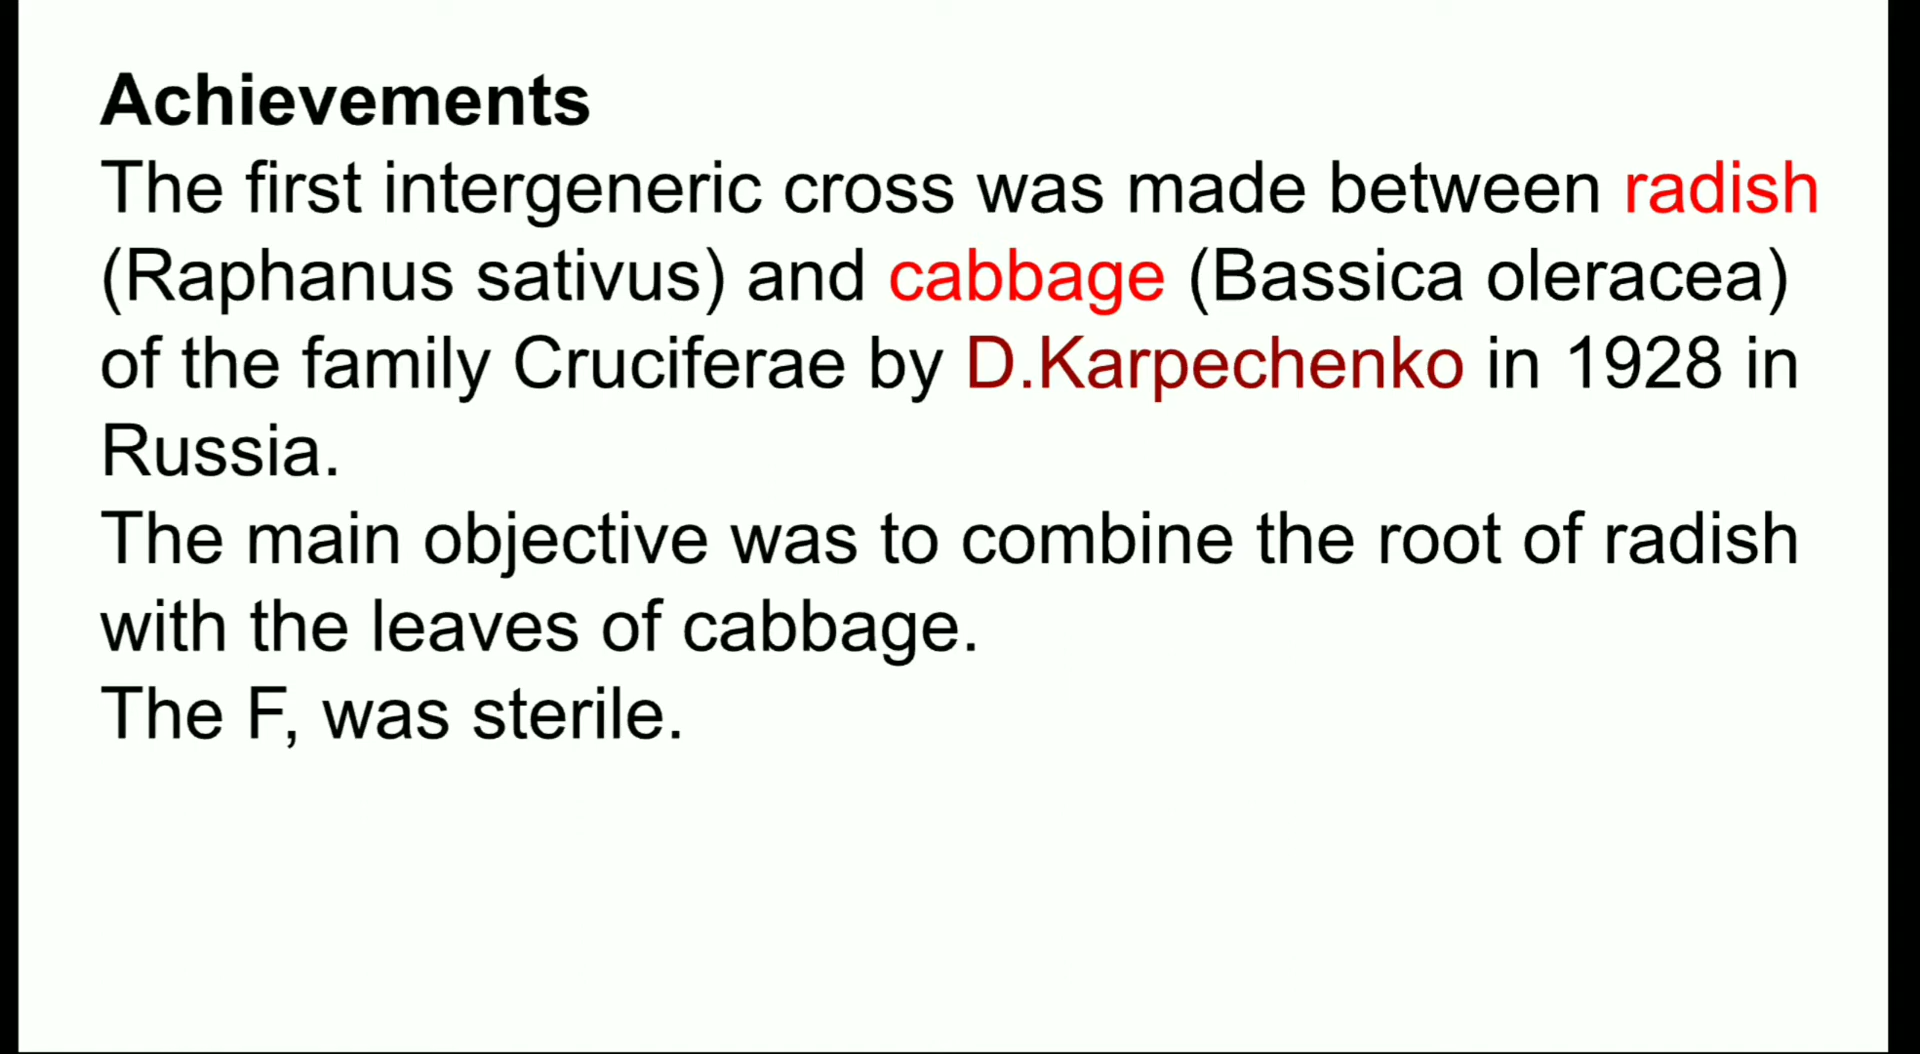 Achievements
The first intergeneric cross was made between radish
(Raphanus sativus) and cabbage (Bassica oleracea)
of the family Cruciferae by D.Karpechenko in 1928 in
Russia.
The main objective was to combine the root of radish
with the leaves of cabbage.
The F, was sterile.